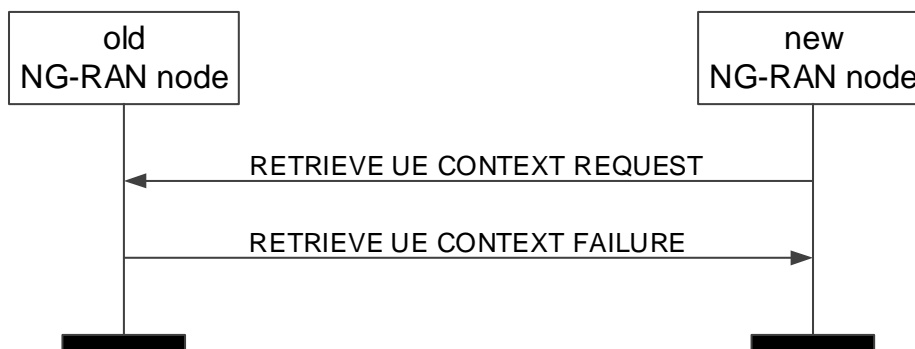 old
NG-RAN node
new
NG-RAN node
RETRIEVE UE CONTEXT REQUEST
RETRIEVE UE CONTEXT FAILURE